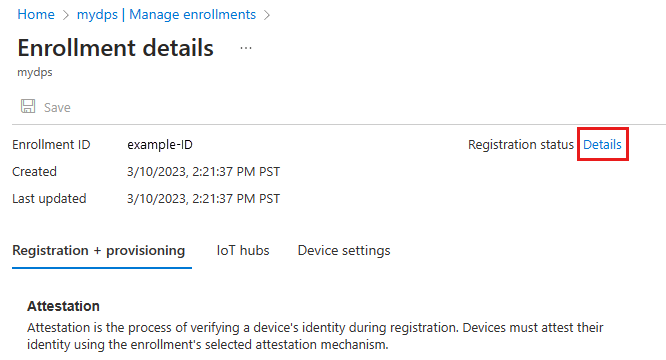 Home > mydps | Manage enrollments >
Enrollment details ...
mydps
Save
Enrollment ID example-ID Registration status Details
Created 3/10/2023, 2:21:37 PM PST
Last updated 3/10/2023, 2:21:37 PM PST
Registration + provisioning IoT hubs Device settings
Attestation
Attestation is the process of verifying a device's identity during registration. Devices must attest their
identity using the enrollment's selected attestation mechanism.